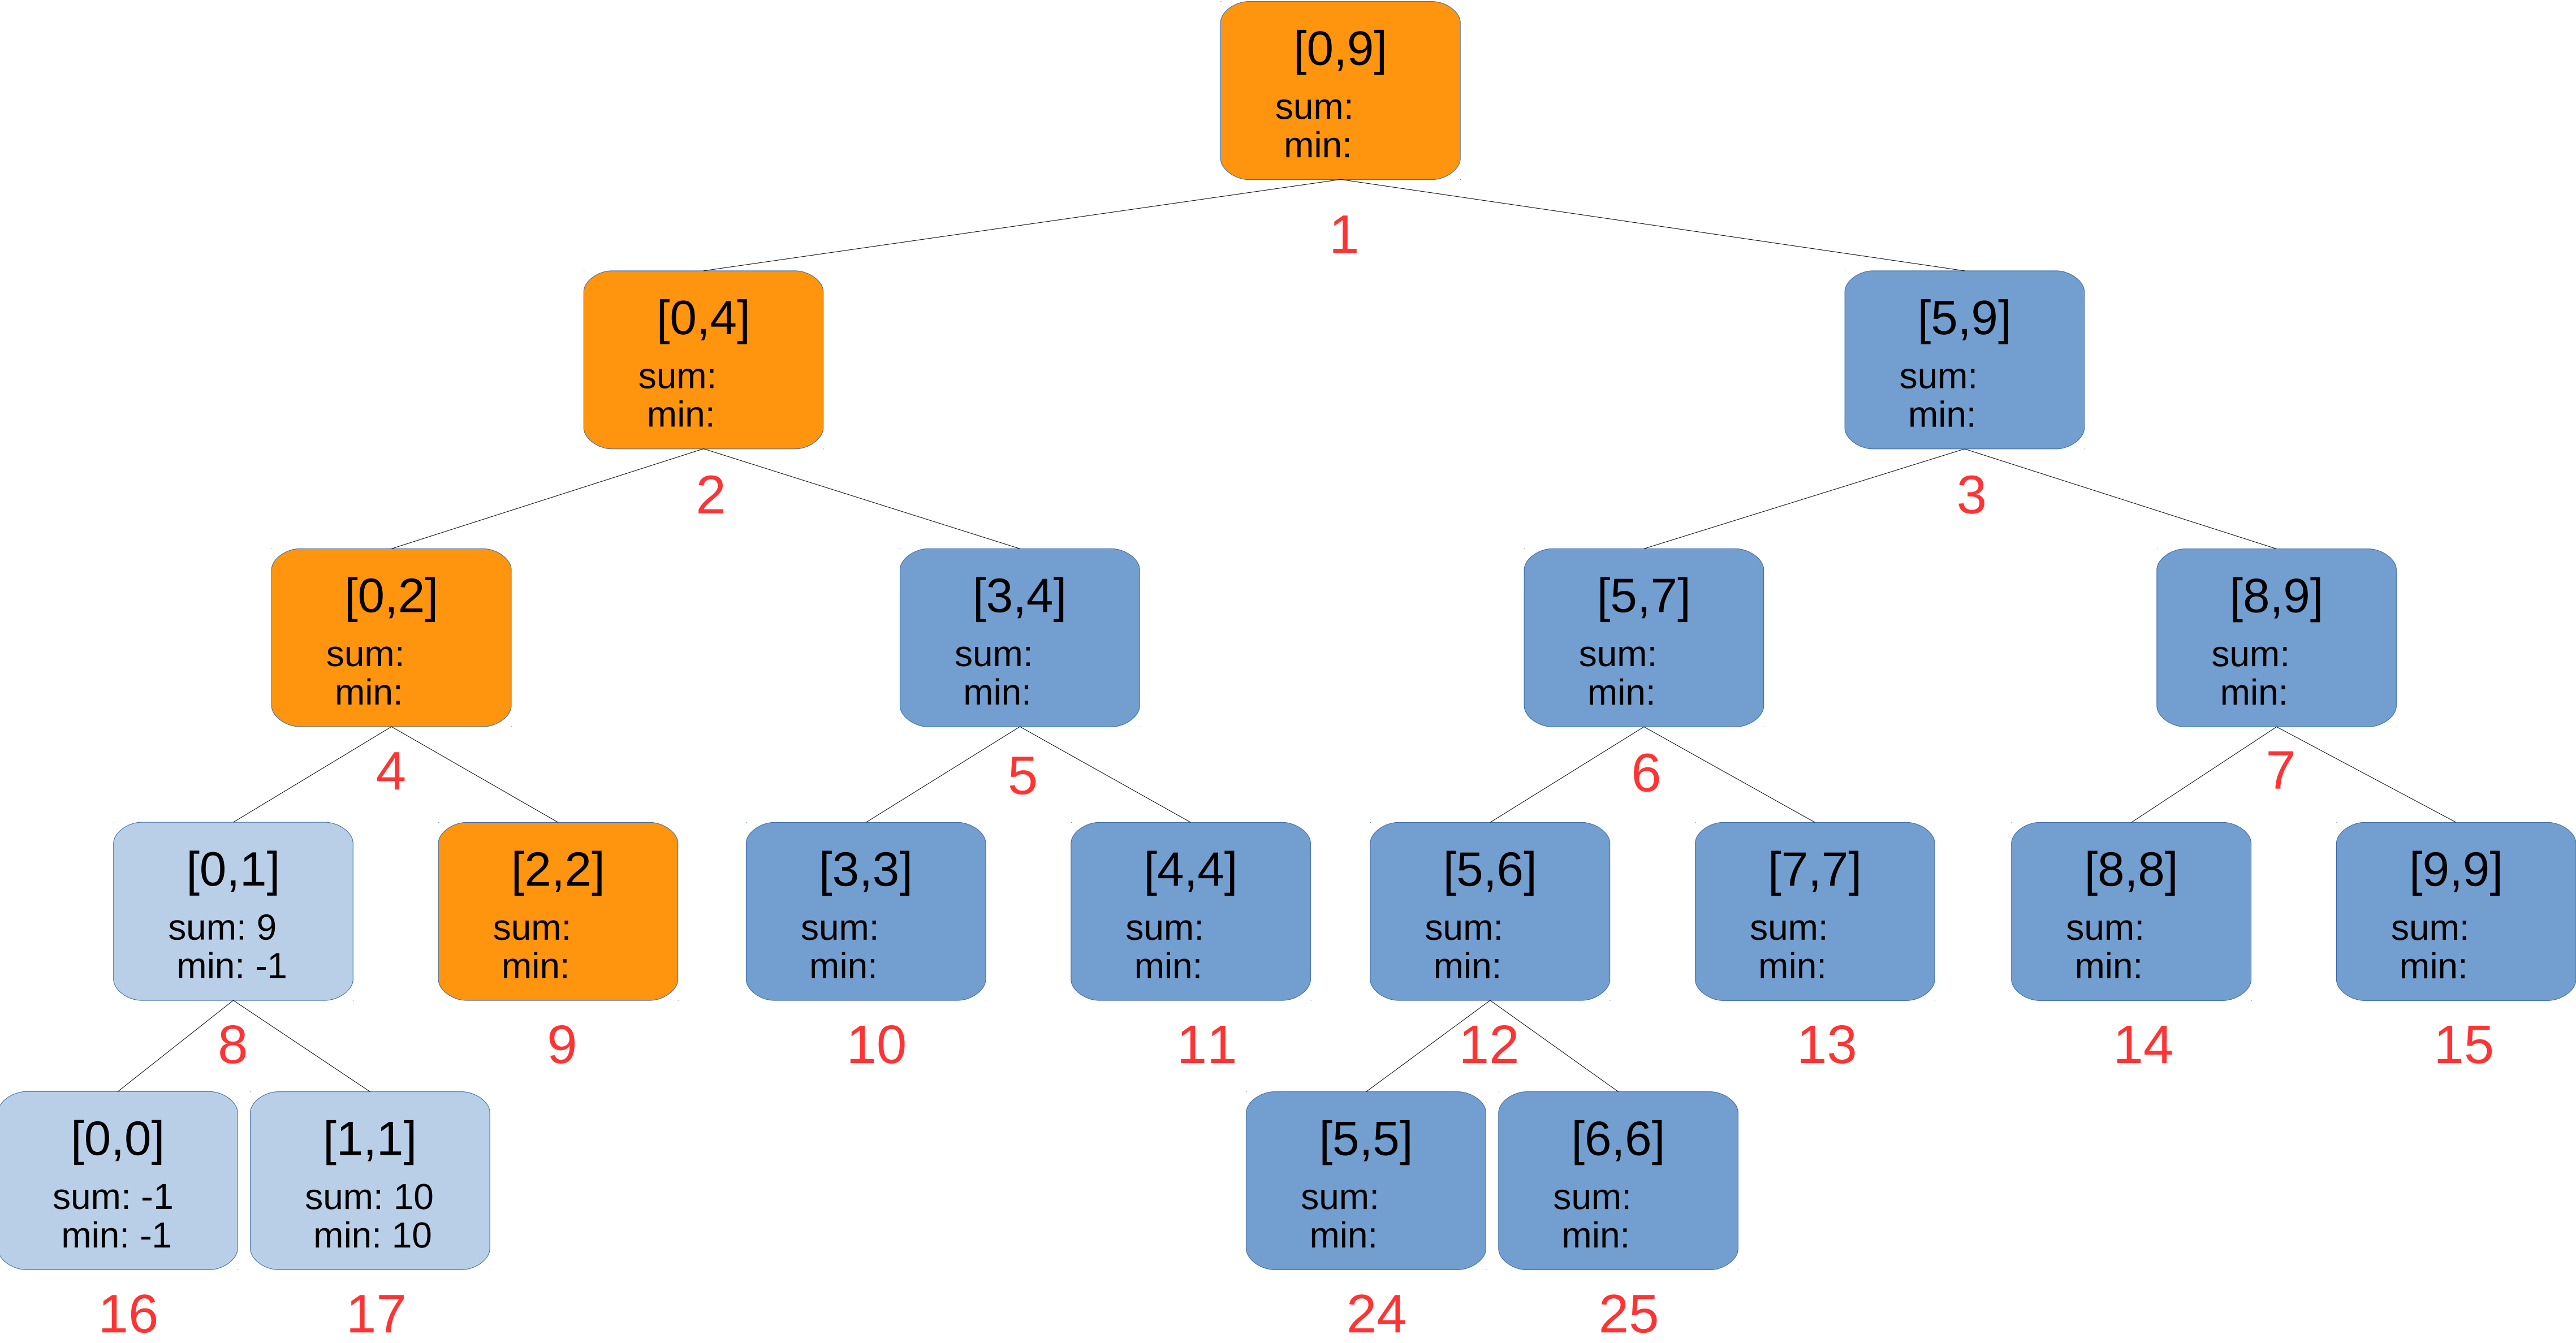 [0,9]
sum:
min:
1
[0,4]
sum:
min:
[5,9]
sum:
min:
2
3
[0,2]
sum:
min:
[3,4]
sum:
min:
[5,7]
sum:
min:
[8,9]
sum:
min:
4
5
6
7
[0,1]
sum: 9
min: -1
[2,2]
sum:
min:
[3,3]
sum:
min:
[4,4]
sum:
min:
[5,6]
sum:
min:
[7,7]
sum:
min:
[8,8]
sum:
min:
[9,9]
sum:
min:
8
9
10
11
12
13
14
15
[0,0]
sum: -1
min: -1
[1,1]
sum: 10
min: 10
[5,5]
sum:
min:
[6,6]
sum:
min:
16
17
24
25